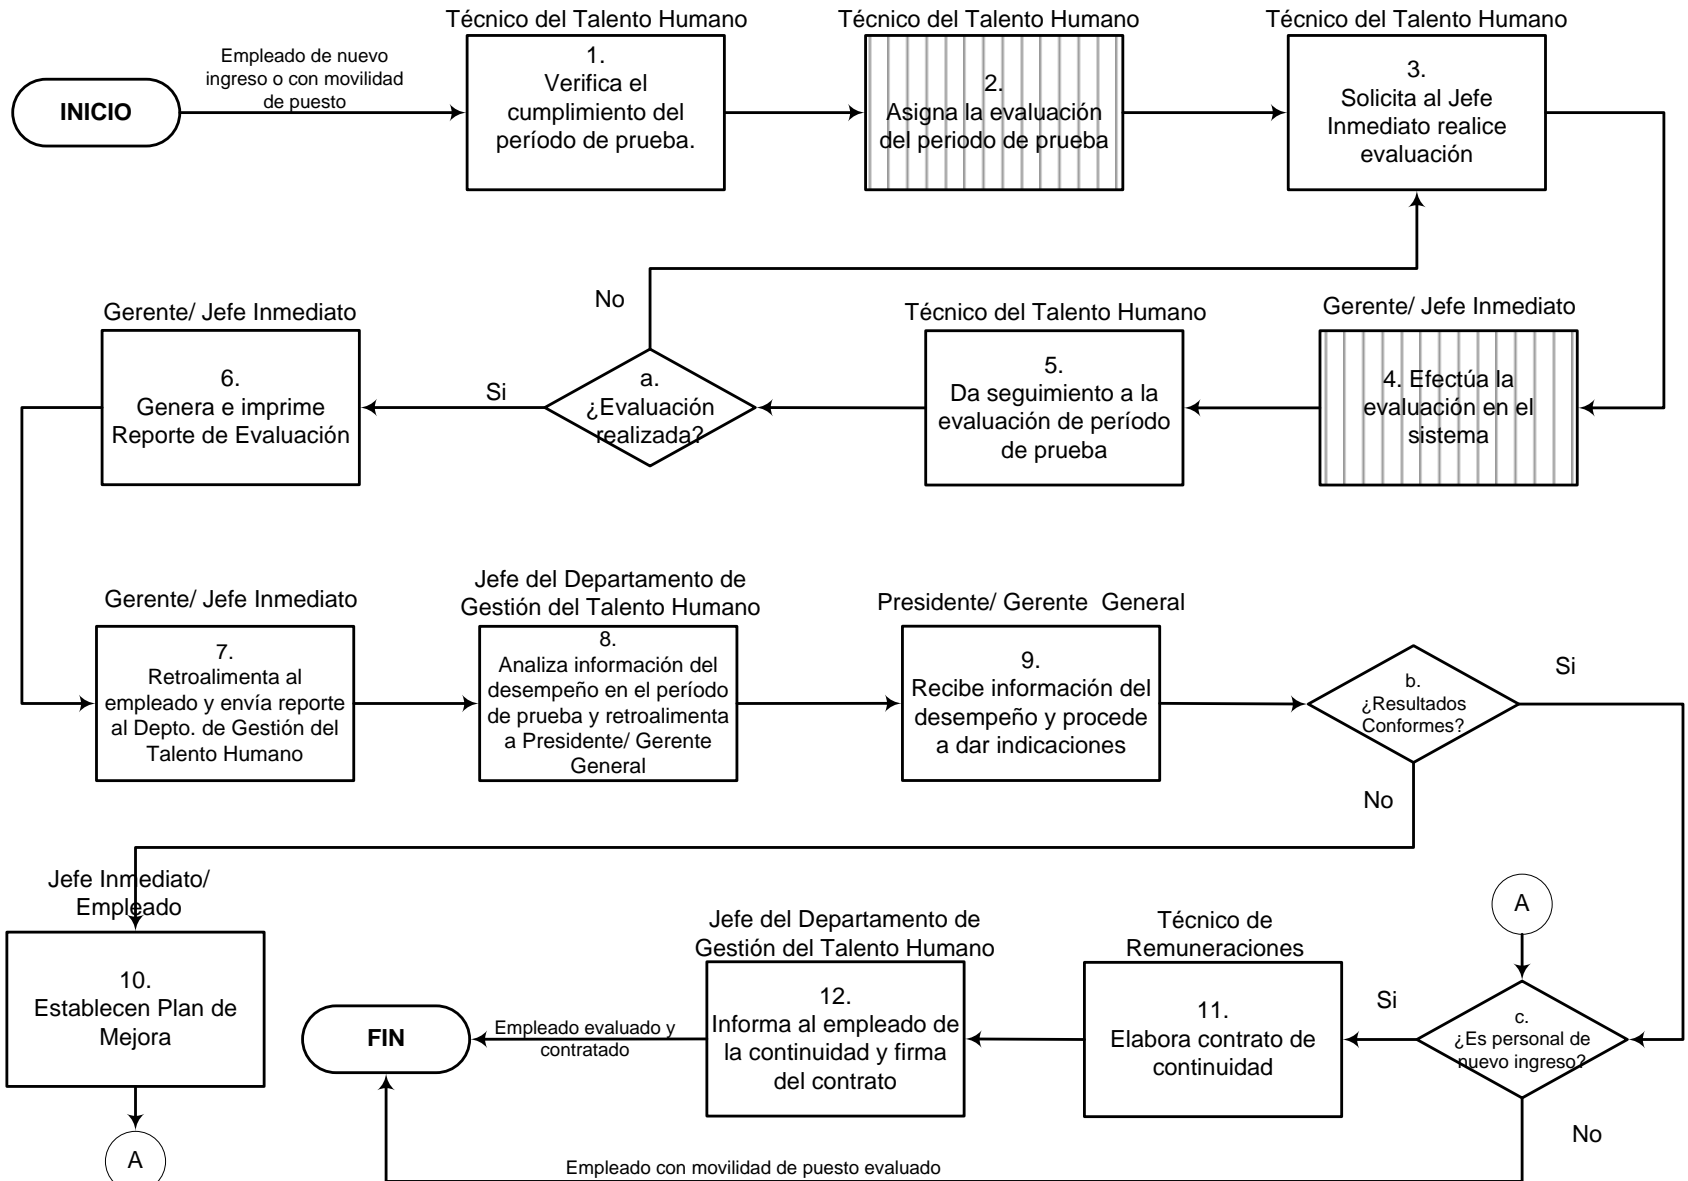 Técnico del Talento Humano
Técnico del Talento Humano
Técnico del Talento Humano
INICIO
Empleado de nuevo
ingreso o con movilidad
de puesto
1.
Verifica el
cumplimiento del
período de prueba.
2.
Asigna la evaluación
del periodo de prueba
3.
Solicita al Jefe
Inmediato realice
evaluación
Gerente/ Jefe Inmediato
No
Técnico del Talento Humano
Gerente/ Jefe Inmediato
6.
Genera e imprime
Reporte de Evaluación
Si
a.
¿Evaluación
realizada?
5.
Da seguimiento a la
evaluación de período
de prueba
4. Efectúa la
evaluación en el
sistema
Gerente/ Jefe Inmediato
Jefe del Departamento de
Gestión del Talento Humano
Presidente/ Gerente General
7.
Retroalimenta al
empleado y envía reporte
al Depto. de Gestión del
Talento Humano
8.
Analiza información del
desempeño en el período
de prueba y retroalimenta
a Presidente/ Gerente
General
9.
Recibe información del
desempeño y procede
a dar indicaciones
b.
¿Resultados
Conformes?
Si
No
Jefe Inmediato/
Empleado
10.
Establecen Plan de
Mejora
A
FIN
Empleado evaluado y
contratado
Jefe del Departamento de
Gestión del Talento Humano
12.
Informa al empleado de
la continuidad y firma
del contrato
Técnico de
Remuneraciones
11.
Elabora contrato de
continuidad
Si
A
c.
¿Es personal de
nuevo ingreso?
No
Empleado con movilidad de puesto evaluado